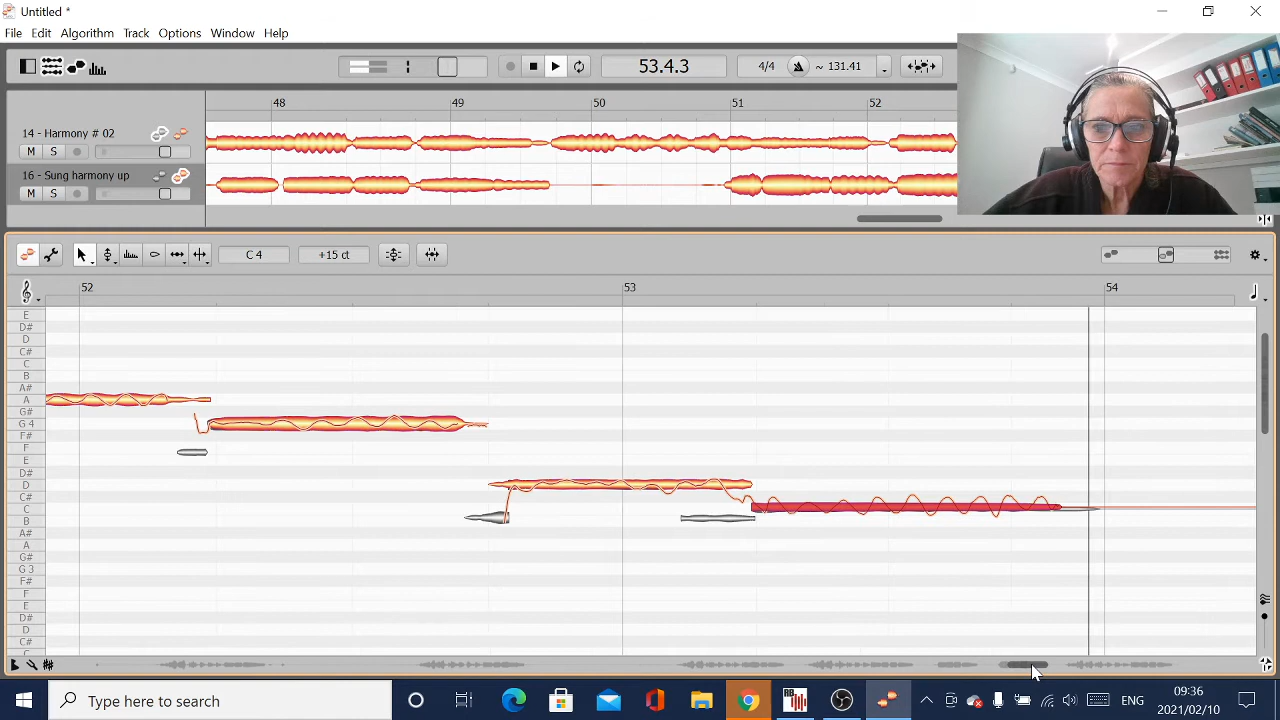 Untitled *
File Edit Algorithm Track Options Window Help
53.4.3 4/4 ~ 131.41
48 49 50 51 52
14 - Harmony # 02
M S
16 - Sung harmony up
M S
C 4 +15 ct
52 53 54
E
D#
D
C#
C
B
A#
A
G#
G 4
F#
F
E
D#
D
C#
C
B
A#
A
G#
G 3
F#
F
E
D#
D
C#
C
Type here to search
RB
ENG
09:36
2021/02/10